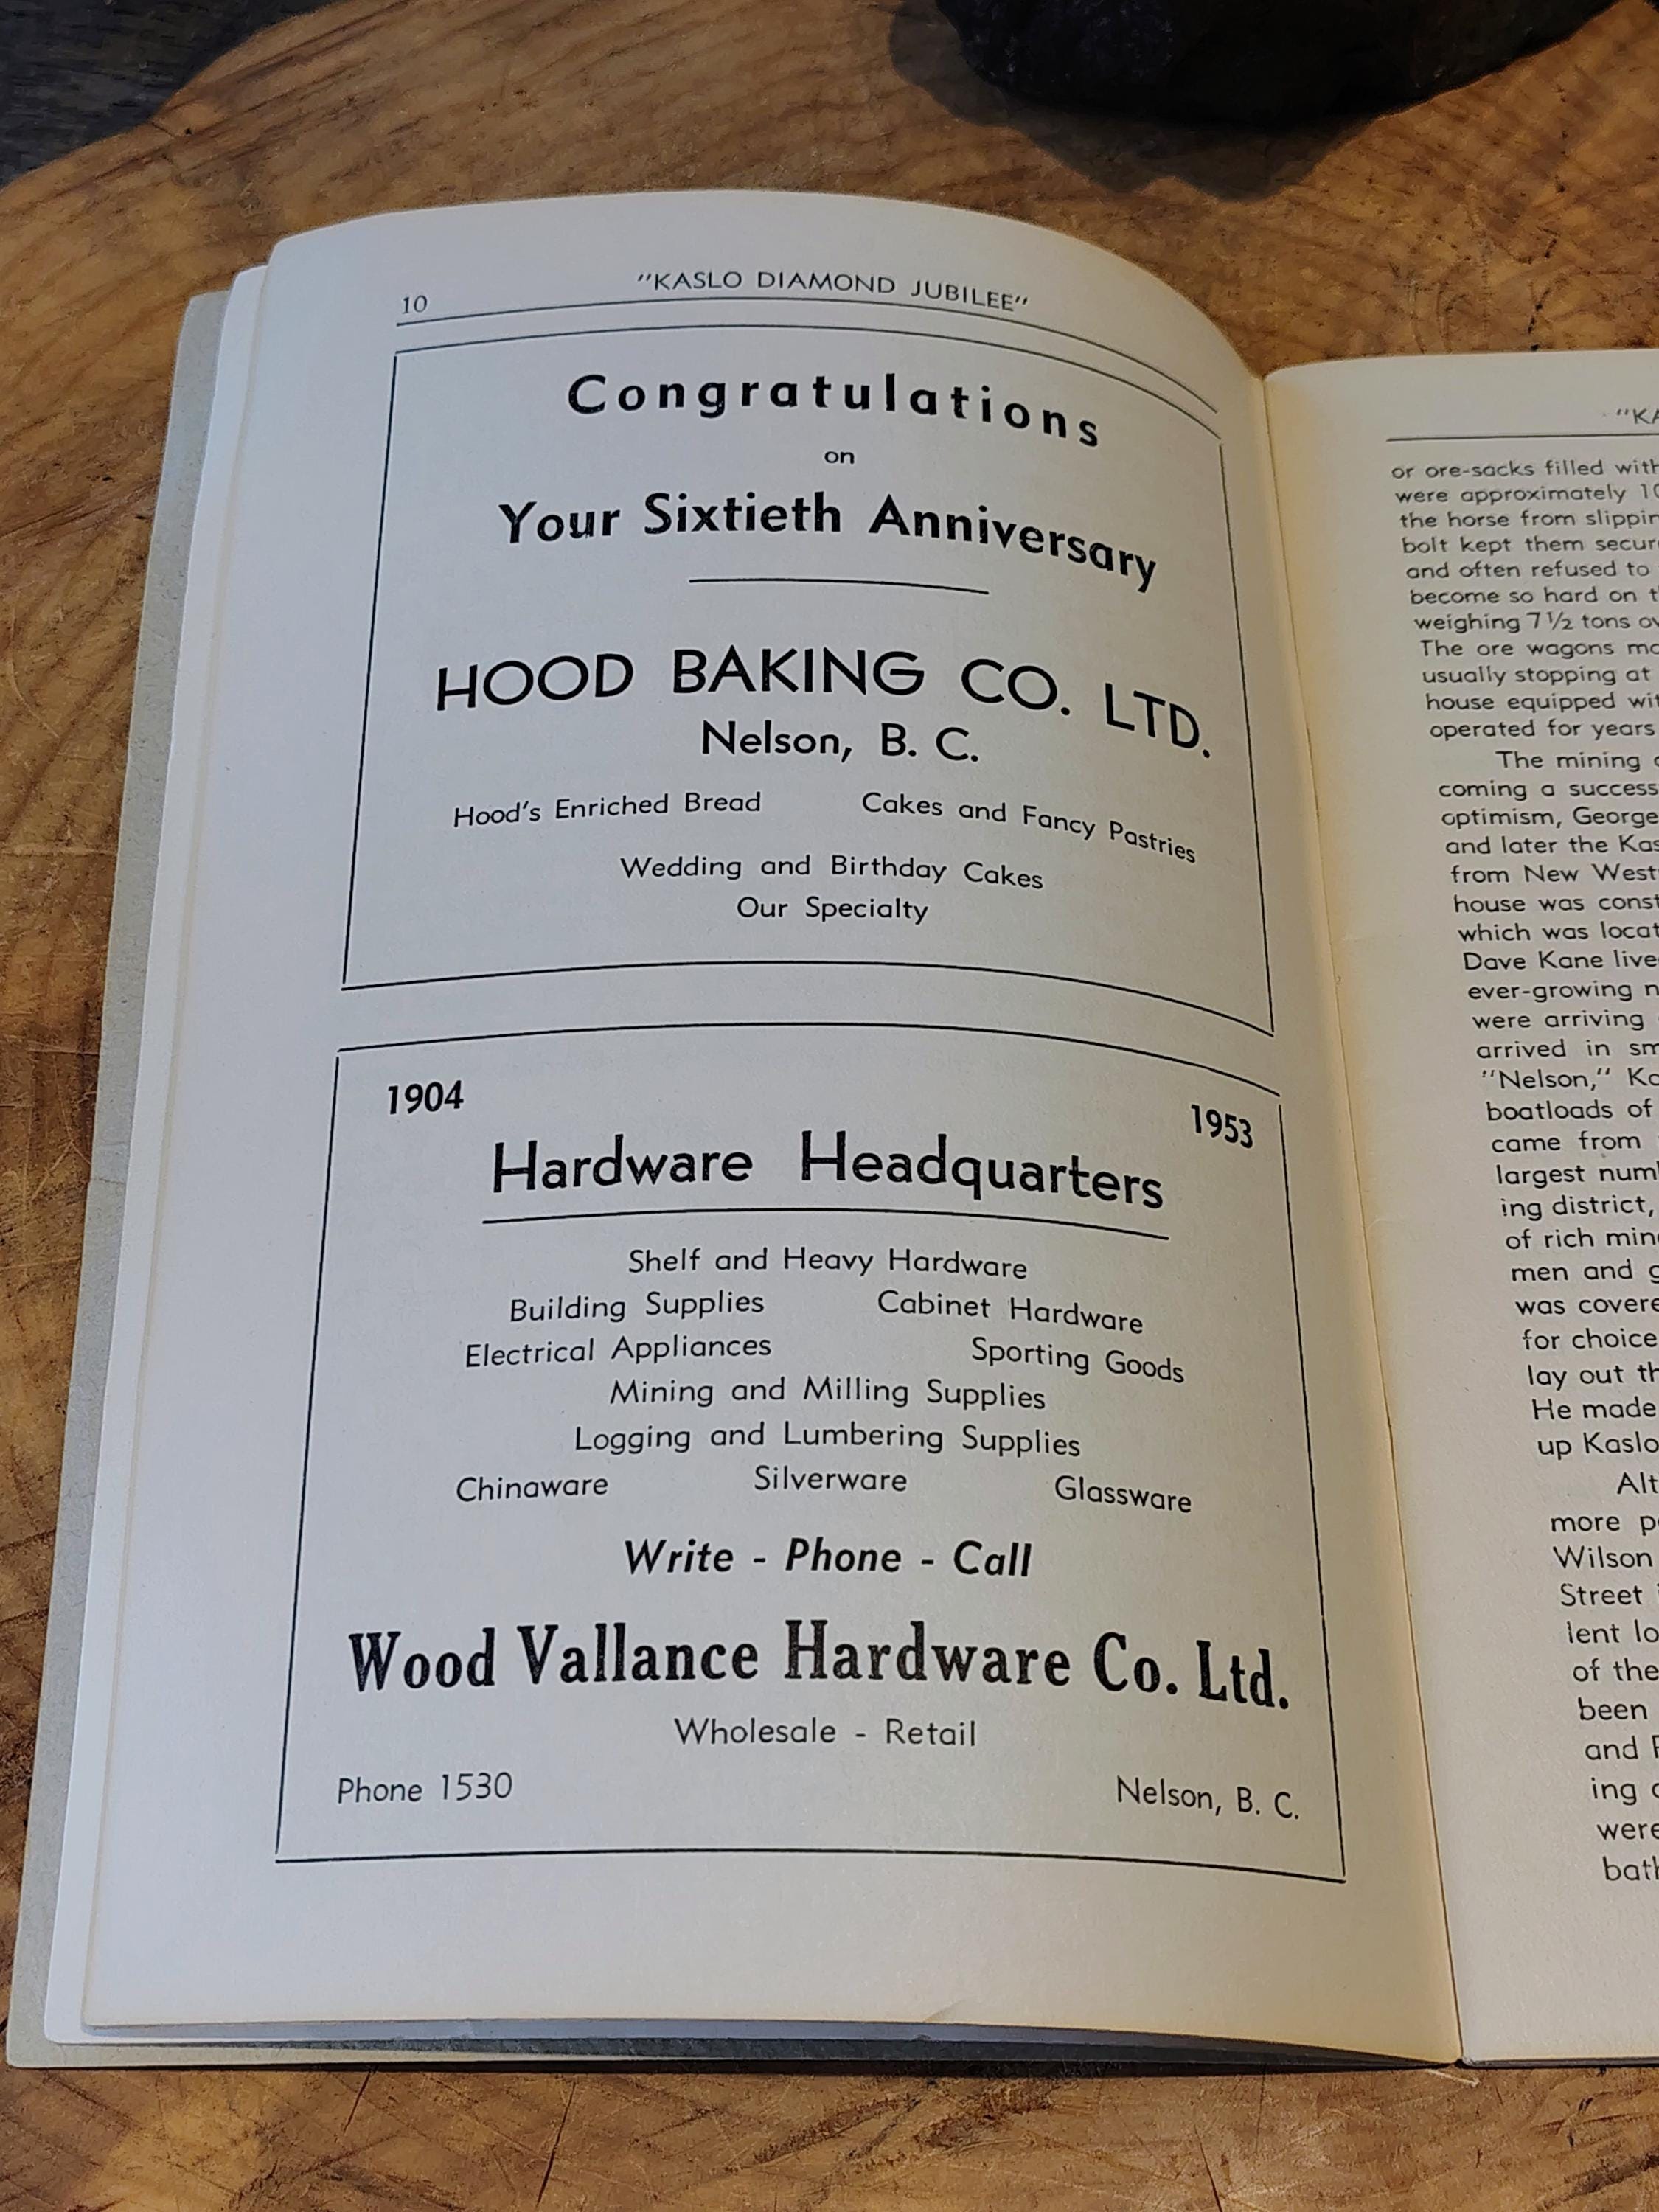 10
"KASLO DIAMOND JUBILEE"
Congratulations
on
Your Sixtieth Anniversary
HOOD BAKING CO. LTD.
Nelson, B. C.
Hood's Enriched Bread Cakes and Fancy Pastries
Wedding and Birthday Cakes
Our Specialty
1904 1953
Hardware Headquarters
Shelf and Heavy Hardware
Building Supplies Cabinet Hardware
Electrical Appliances Sporting Goods
Mining and Milling Supplies
Logging and Lumbering Supplies
Chinaware Silverware Glassware
Write - Phone - Call
Wood Vallance Hardware Co. Ltd.
Wholesale - Retail
Phone 1530 Nelson, B. C.
or ore-sacks filled with
were approximately
the horse from
bolt kept them
and often refused to
become so hard on
weighing 7½ tons
The ore wagons
usually stopping at
house equipped
operated for years
The mining
coming a success
optimism, George
and later the
from New
house was
which was
Dave Kane
ever-growing
were arriving
arrived in
"Nelson,"
boatloads of
came from
largest
ing district,
of rich
men and
was
for choice
lay out
He made
up Kaslo
more
Wilson
Street
ient
of the
been
and
ing
were